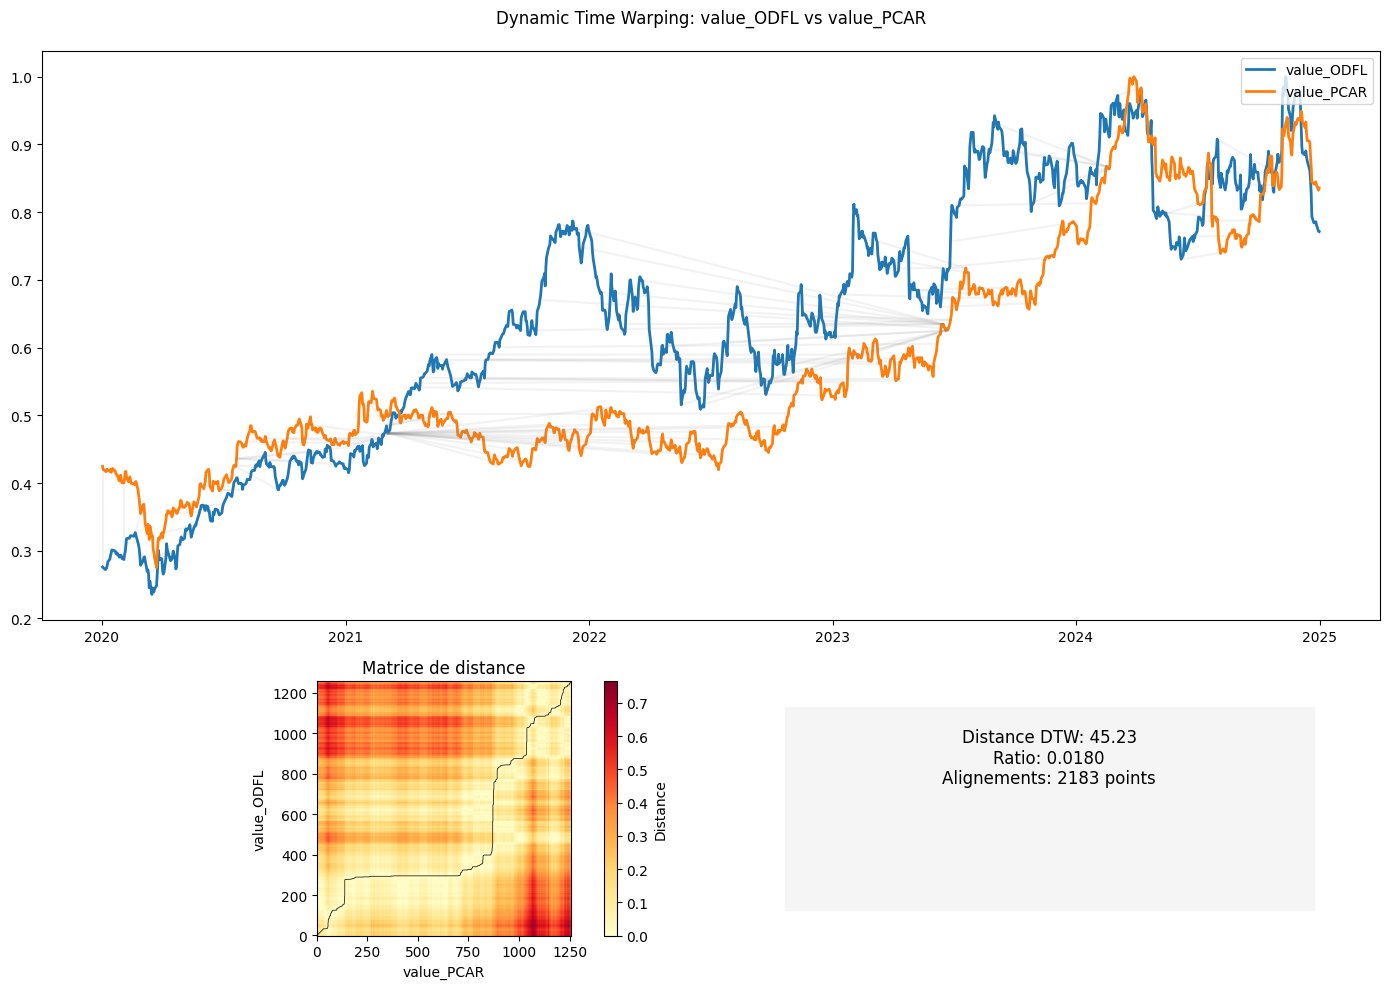 Dynamic Time Warping: value_ODFL vs value_PCAR
value_ODFL
value_PCAR
1.0
0.9
0.8
0.7
0.6
0.5
0.4
0.3
0.2
2020 2021 2022 2023 2024 2025
Matrice de distance
value_ODFL
1200
1000
800
600
400
200
0
0 250 500 750 1000 1250
value_PCAR
0.7
0.6
0.5
0.4
0.3
0.2
0.1
0.0
Distance
Distance DTW: 45.23
Ratio: 0.0180
Alignements: 2183 points